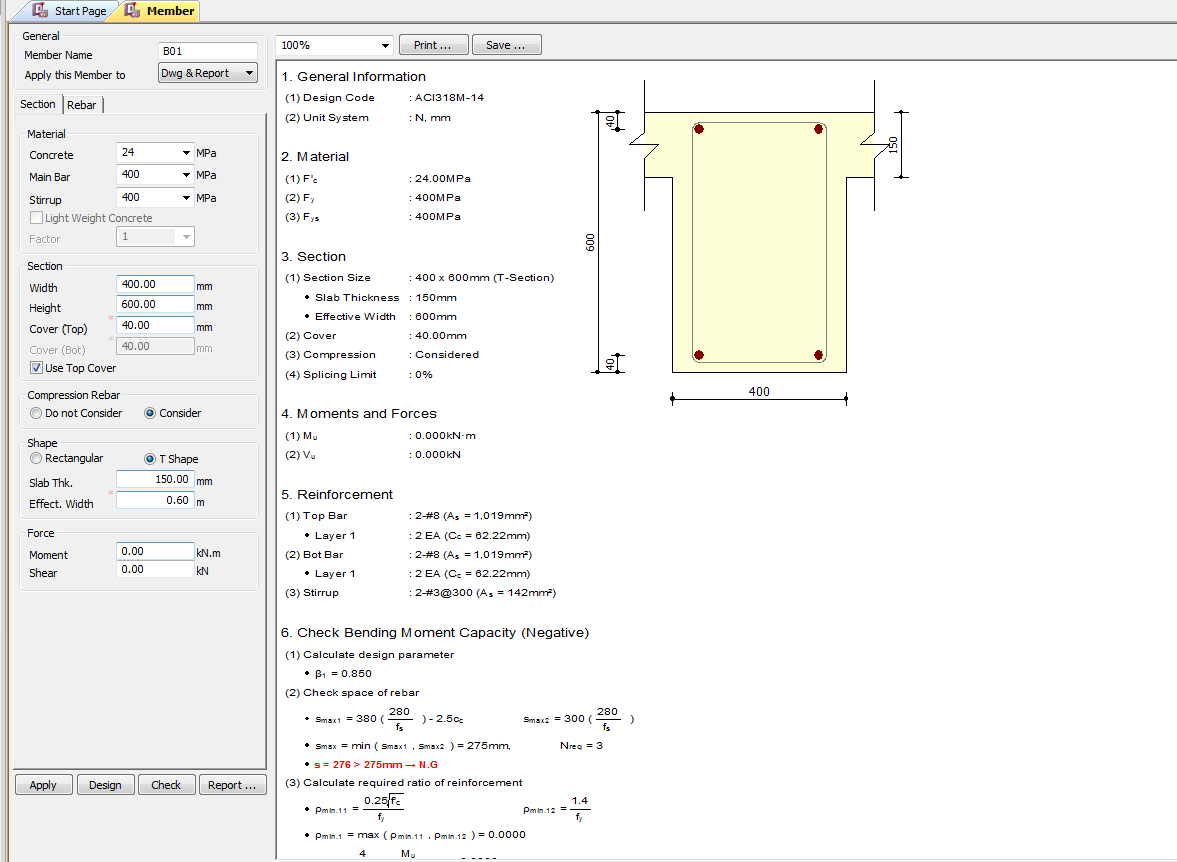 Start Page
Member
General
Member Name B01
Apply this Member to Dwg & Report
Section Rebar
Material
Concrete 24 MPa
Main Bar 400 MPa
Stirrup 400 MPa
Light Weight Concrete
Factor 1
Section
Width 400.00 mm
Height 600.00 mm
Cover (Top) 40.00 mm
Cover (Bot) 40.00 mm
Use Top Cover
Compression Rebar
Do not Consider Consider
Shape
Rectangular T Shape
Slab Thk. 150.00 mm
Effect. Width 0.60 m
Force
Moment 0.00 kN.m
Shear 0.00 kN
Apply Design Check Report ...
100% Print ... Save ...
1. General Information
(1) Design Code : ACI318M-14
(2) Unit System : N, mm
2. Material
(1) F'c : 24.00MPa
(2) Fy : 400MPa
(3) Fys : 400MPa
3. Section
(1) Section Size : 400 x 600mm (T-Section)
• Slab Thickness : 150mm
• Effective Width : 600mm
(2) Cover : 40.00mm
(3) Compression : Considered
(4) Splicing Limit : 0%
4. Moments and Forces
(1) Mu : 0.000kN·m
(2) Vu : 0.000kN
5. Reinforcement
(1) Top Bar : 2-#8 (As = 1,019mm²)
• Layer 1 : 2 EA (Cc = 62.22mm)
(2) Bot Bar : 2-#8 (As = 1,019mm²)
• Layer 1 : 2 EA (Cc = 62.22mm)
(3) Stirrup : 2-#3@300 (As = 142mm²)
6. Check Bending Moment Capacity (Negative)
(1) Calculate design parameter
• β1 = 0.850
(2) Check space of rebar
• smax1 = 380 ( 280 / fs ) - 2.5cc smax2 = 300 ( 280 / fs )
• smax = min ( smax1 , smax2 ) = 275mm, Nreq = 3
• s = 276 > 275mm → N.G
(3) Calculate required ratio of reinforcement
• ρmin.11 = 0.25√f'c / fy ρmin.12 = 1.4 / fy
• ρmin.1 = max ( ρmin.11 , ρmin.12 ) = 0.0000
4 Mu
40
150
600
40
400